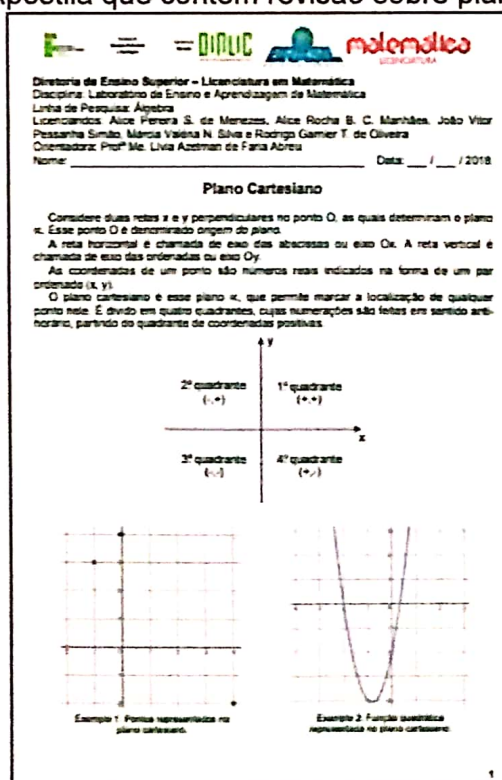 Apostila que contém revisão sobre plan
matemática
LICENCIATURA
Diretoria de Ensino Superior – Licenciatura em Matemática
Disciplina: Laboratório de Ensino e Aprendizagem de Matemática
Linha de Pesquisa: Álgebra
Licenciandos: Alice Pereira S. de Menezes, Alice Rocha B. C. Manhães, João Vitor
Pessanha Simão, Márcia Valéria N. Silva e Rodrigo Garnier T. de Oliveira
Orientadora: Profª Me. Livia Azelman de Faria Abreu
Nome: Data: ___/___/ 2018
Plano Cartesiano
Considere duas retas x e y perpendiculares no ponto O, as quais determinam o plano
α. Esse ponto O é denominado origem do plano.
A reta horizontal é chamada de eixo das abscissas ou eixo Ox. A reta vertical é
chamada de eixo das ordenadas ou eixo Oy.
As coordenadas de um ponto são números reais indicados na forma de um par
ordenado (x, y).
O plano cartesiano é esse plano α, que permite marcar a localização de qualquer
ponto nele. É divido em quatro quadrantes, cujas numerações são feitas em sentido anti-
horário, partindo do quadrante de coordenadas positivas.
y
2º quadrante 1º quadrante
(-,+) (+,+)
x
3º quadrante 4º quadrante
(-,-) (+,-)
Exemplo 1: Pontos representados no
plano cartesiano.
Exemplo 2: Função quadrática
representada no plano cartesiano.
1